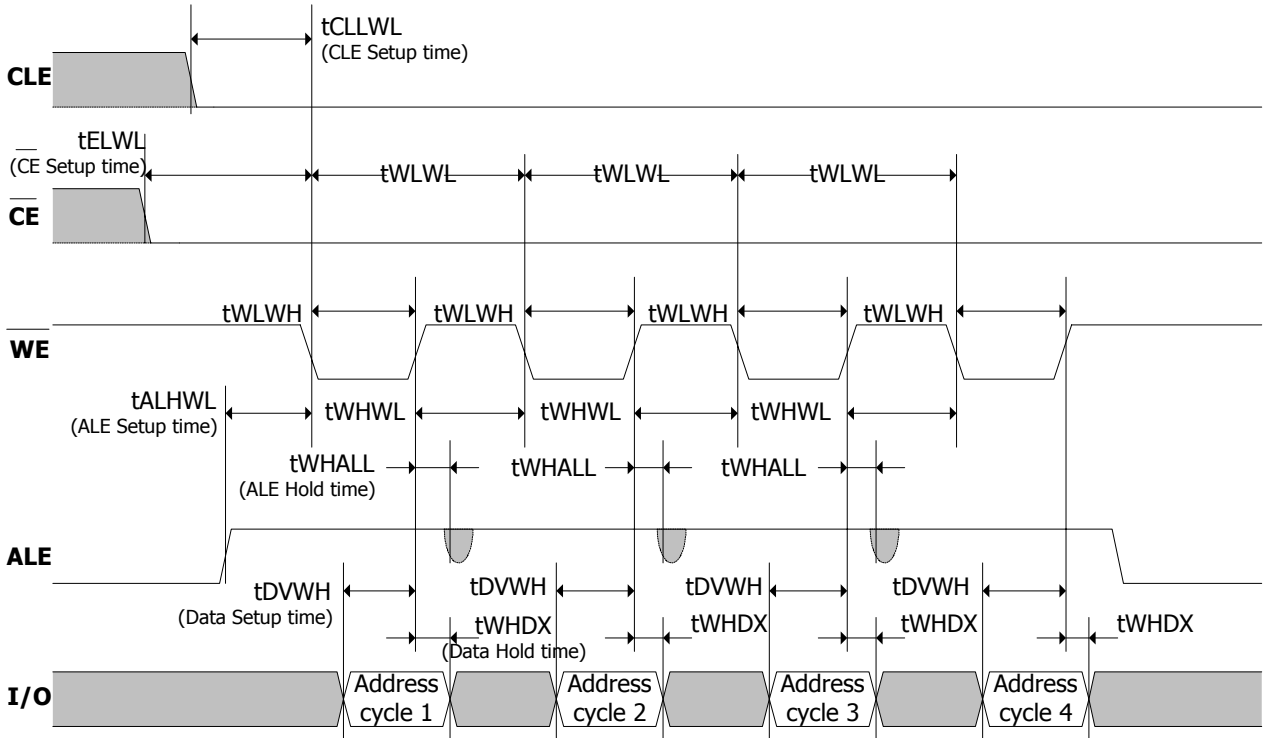 tCLLWL
(CLE Setup time)
CLE
tELWL
(CE Setup time)
tWLWL tWLWL tWLWL
CE
tWLWH tWLWH tWLWH tWLWH
WE
tALHWL
(ALE Setup time)
tWHWL tWHWL tWHWL
tWHALL tWHALL tWHALL
(ALE Hold time)
ALE
tDVWH tDVWH tDVWH tDVWH
(Data Setup time)
tWHDX tWHDX tWHDX tWHDX
(Data Hold time)
I/O
Address Address Address Address
cycle 1 cycle 2 cycle 3 cycle 4